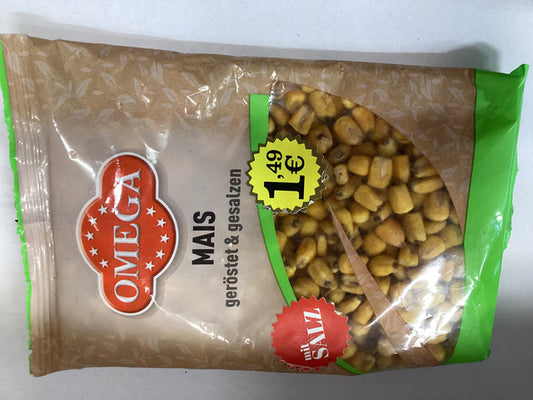 OMEGA
MAIS
geröstet & gesalzen
1,49
€
mit
SALZ